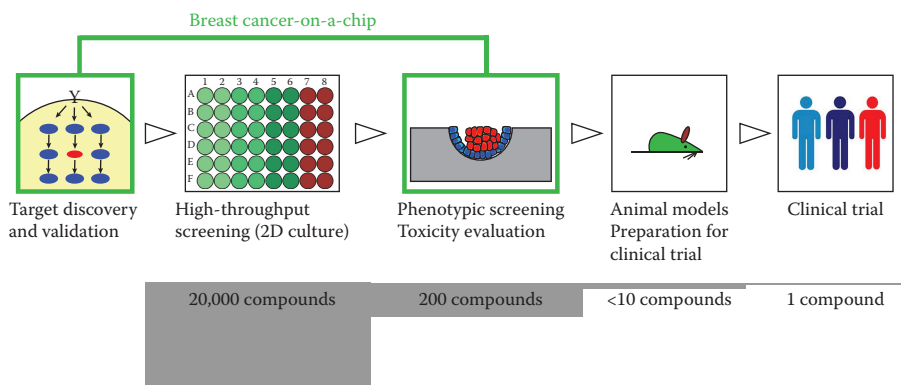 Breast cancer-on-a-chip
Y
1 2 3 4 5 6 7 8
A
B
C
D
E
F
Target discovery
and validation
High-throughput
screening (2D culture)
Phenotypic screening
Toxicity evaluation
Animal models
Preparation for
clinical trial
Clinical trial
20,000 compounds
200 compounds
<10 compounds
1 compound